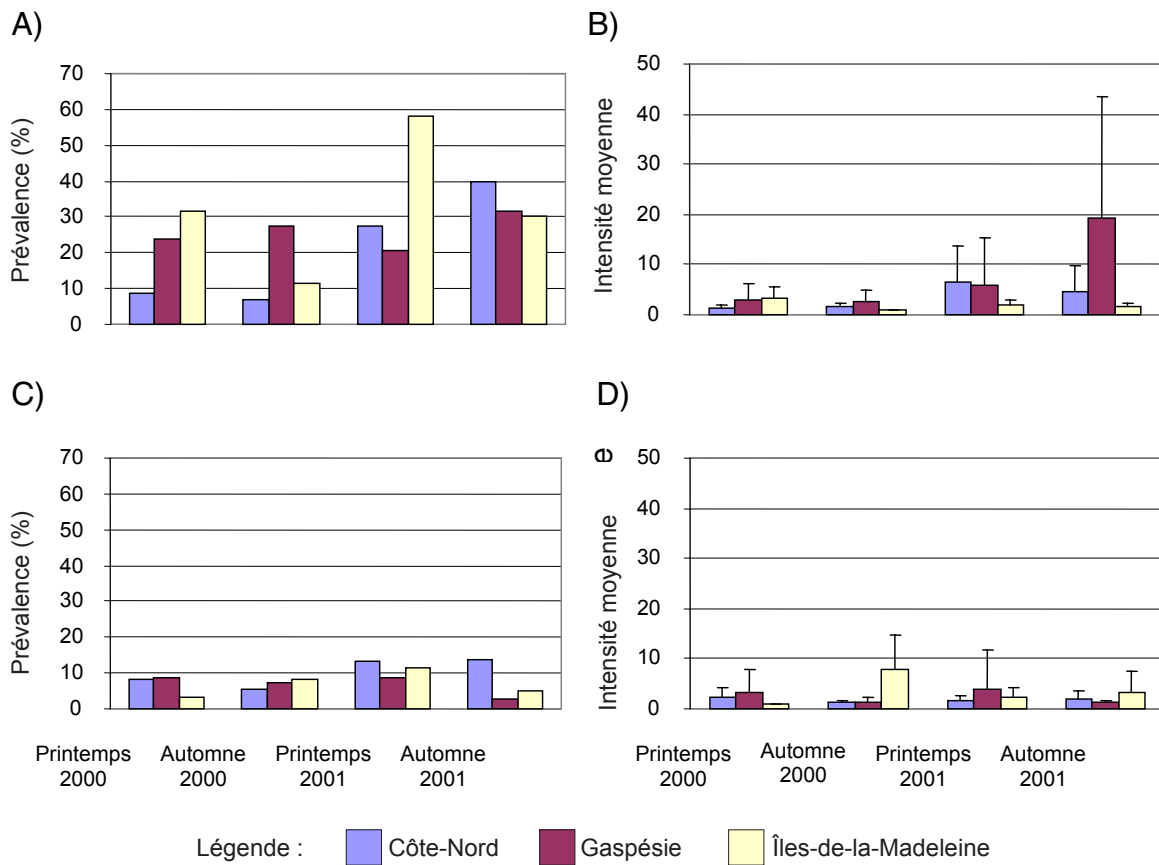 A)
Prévalence (%)
70
60
50
40
30
20
10
0
B)
Intensité moyenne
50
40
30
20
10
0
C)
Prévalence (%)
70
60
50
40
30
20
10
0
Printemps 2000
Automne 2000
Printemps 2001
Automne 2001
D)
e
Intensité moyenne
50
40
30
20
10
0
Printemps 2000
Automne 2000
Printemps 2001
Automne 2001
Légende : Côte-Nord Gaspésie Îles-de-la-Madeleine